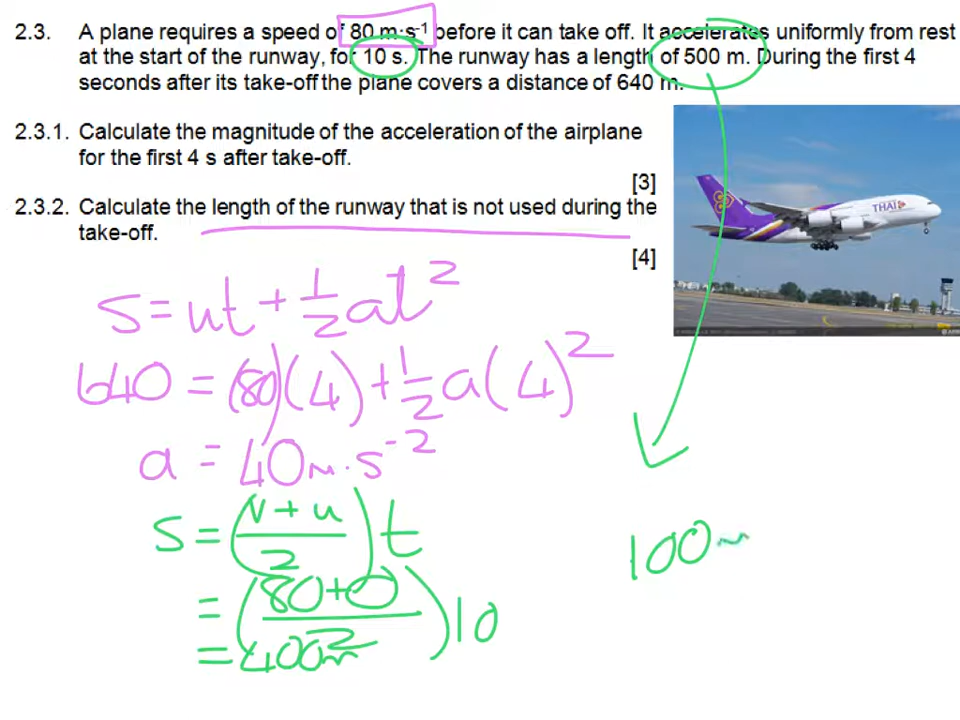 2.3. A plane requires a speed of 80 m·s⁻¹ before it can take off. It accelerates uniformly from rest
at the start of the runway, for 10 s. The runway has a length of 500 m. During the first 4
seconds after its take-off the plane covers a distance of 640 m.
2.3.1. Calculate the magnitude of the acceleration of the airplane
for the first 4 s after take-off.
[3]
2.3.2. Calculate the length of the runway that is not used during the
take-off.
[4]
THAI
s = ut + 1/2 at²
640 = (80)(4) + 1/2 a(4)²
a = 40 m·s⁻²
s = ((v + u)/2) t
= ((80+0)/2) 10
= 400m
100m